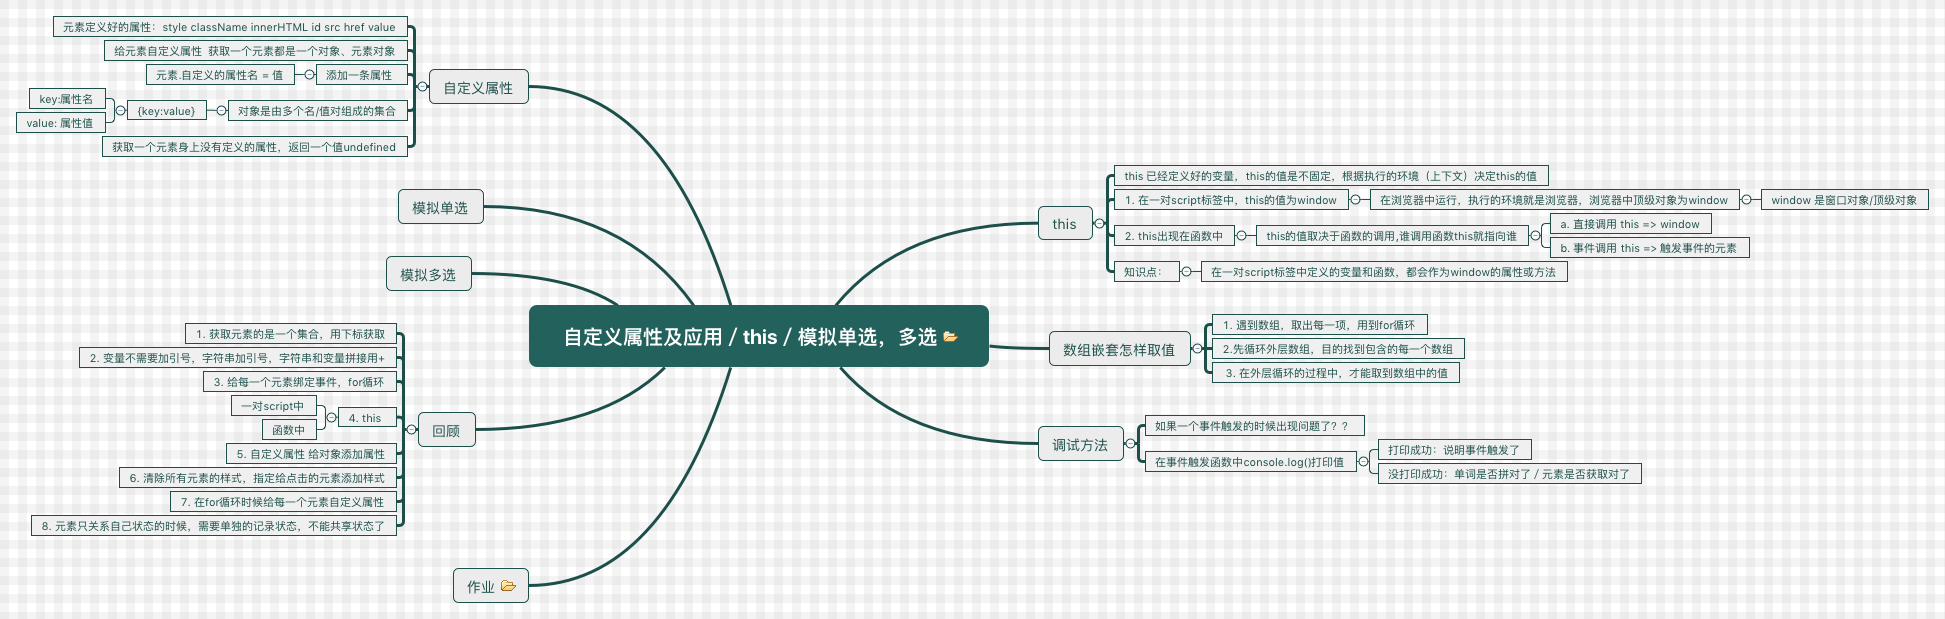 自定义属性及应用 / this / 模拟单选，多选
this
this 已经定义好的变量，this的值是不固定，根据执行的环境（上下文）决定this的值
1. 在一对script标签中，this的值为window
在浏览器中运行，执行的环境就是浏览器，浏览器中顶级对象为window
window 是窗口对象/顶级对象
2. this出现在函数中
this的值取决于函数的调用,谁调用函数this就指向谁
a. 直接调用 this => window
b. 事件调用 this => 触发事件的元素
知识点：
在一对script标签中定义的变量和函数，都会作为window的属性或方法
数组嵌套怎样取值
1. 遇到数组，取出每一项，用到for循环
2.先循环外层数组，目的找到包含的每一个数组
3. 在外层循环的过程中，才能取到数组中的值
调试方法
如果一个事件触发的时候出现问题了？？
在事件触发函数中console.log()打印值
打印成功：说明事件触发了
没打印成功：单词是否拼对了 / 元素是否获取对了
自定义属性
元素定义好的属性：style className innerHTML id src href value
给元素自定义属性 获取一个元素都是一个对象、元素对象
添加一条属性
元素.自定义的属性名 = 值
对象是由多个名/值对组成的集合
{key:value}
key:属性名
value: 属性值
获取一个元素身上没有定义的属性，返回一个值undefined
模拟单选
模拟多选
回顾
1. 获取元素的是一个集合，用下标获取
2. 变量不需要加引号，字符串加引号，字符串和变量拼接用+
3. 给每一个元素绑定事件，for循环
4. this
一对script中
函数中
5. 自定义属性 给对象添加属性
6. 清除所有元素的样式，指定给点击的元素添加样式
7. 在for循环时候给每一个元素自定义属性
8. 元素只关系自己状态的时候，需要单独的记录状态，不能共享状态了
作业